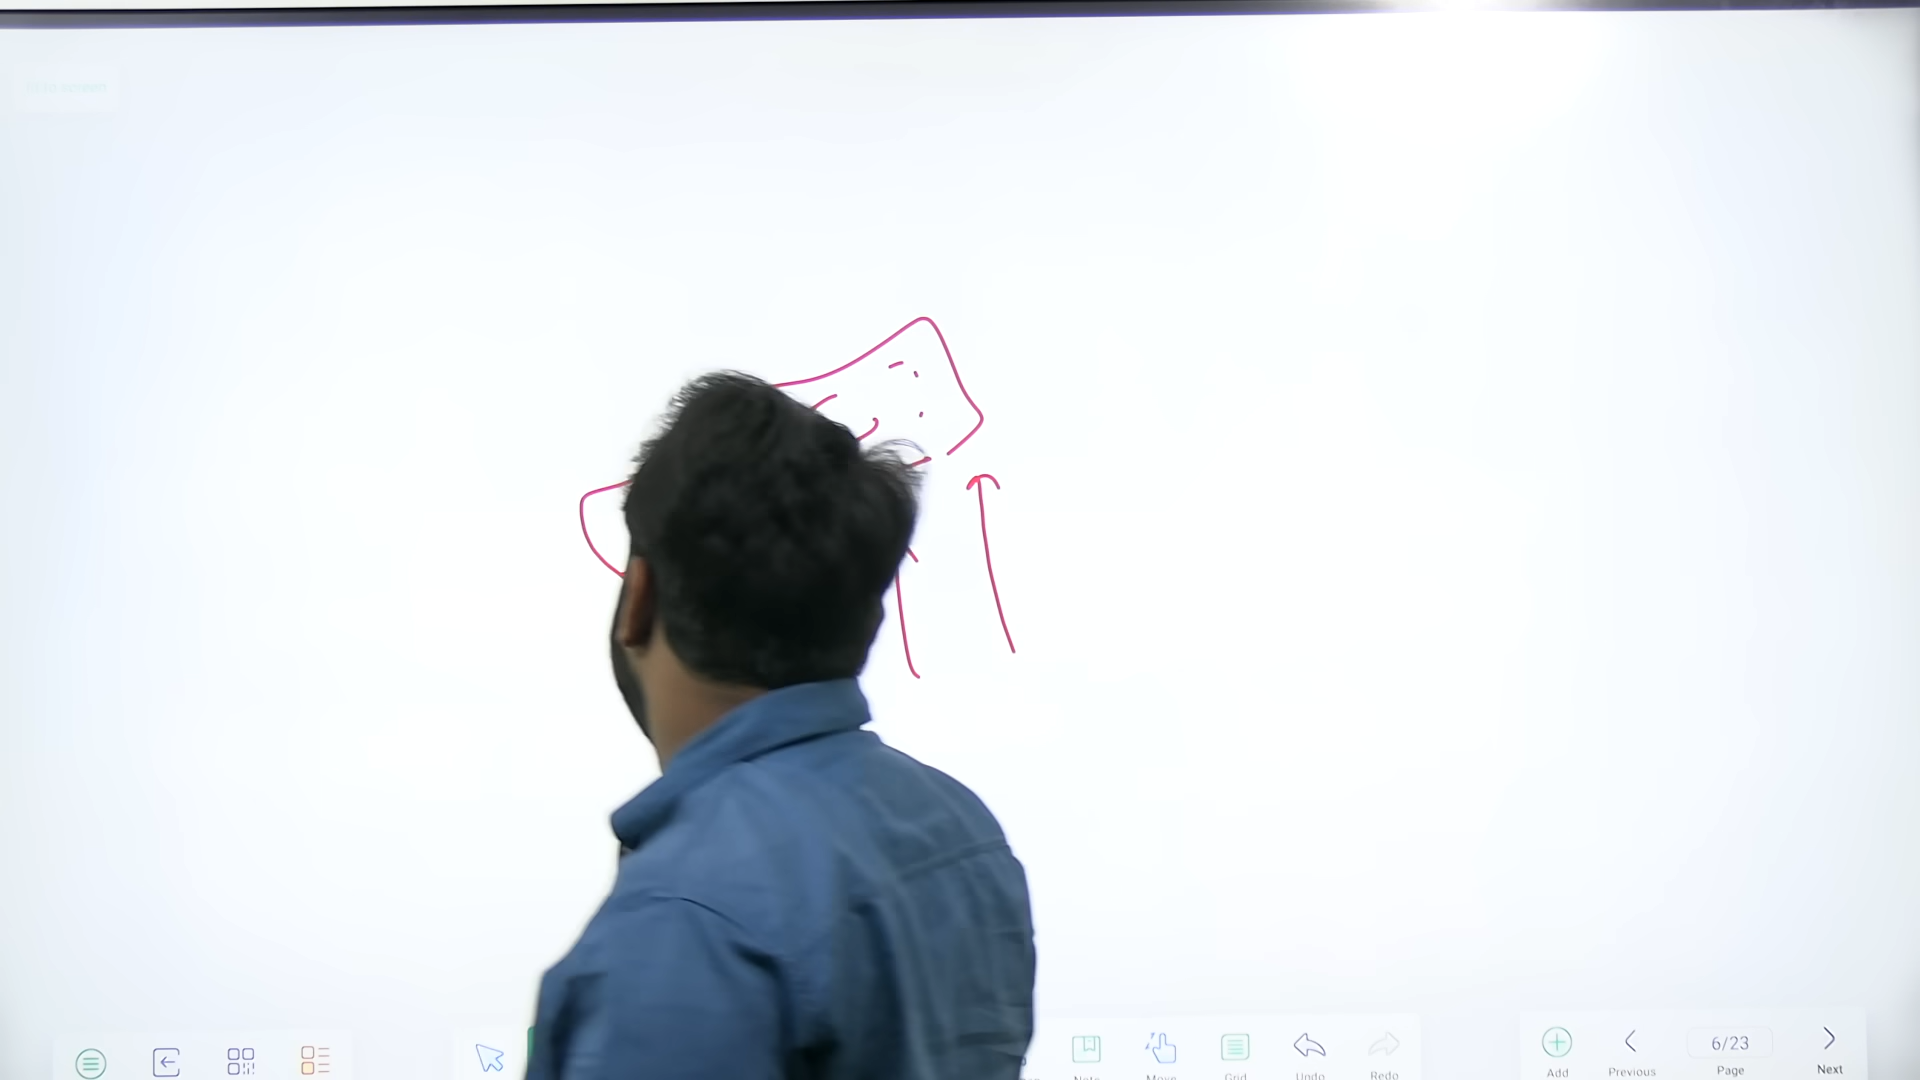 6/23
Note
Move
Grid
Undo
Redo
Add
Previous
Page
Next